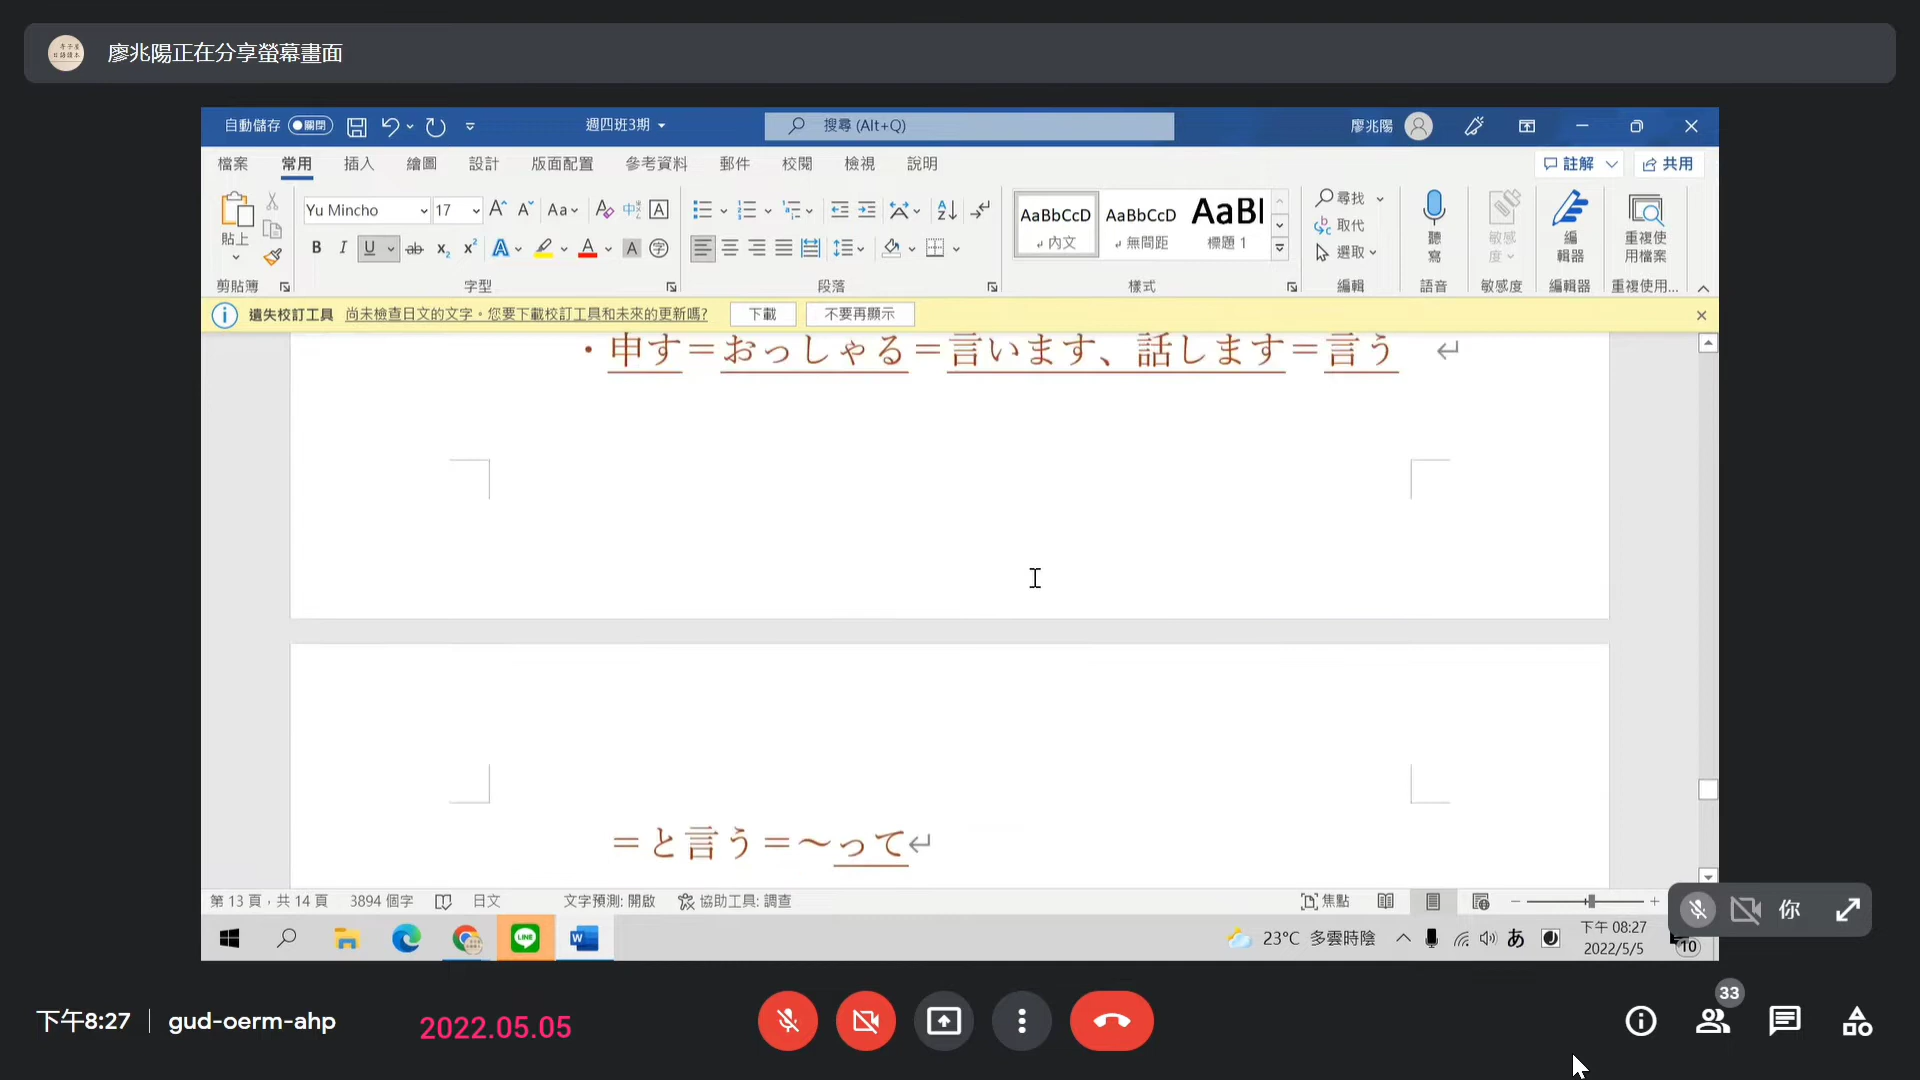 廖兆陽正在分享螢幕畫面
自動儲存 關閉 週四班3期 搜尋 (Alt+Q) 廖兆陽
檔案 常用 插入 繪圖 設計 版面配置 參考資料 郵件 校閱 檢視 說明 註解 共用
Yu Mincho 17 Aa A
AaBbCcD AaBbCcD AaBl
內文 無間距 標題 1
B I U ab x₂ x² A A A 字
貼上
尋找
取代
選取
聽寫
敏感度
編輯器
重複使用檔案
剪貼簿 字型 段落 樣式 編輯 語音 敏感度 編輯器 重複使用...
遺失校訂工具 尚未檢查日文的文字。您要下載校訂工具和未來的更新嗎? 下載 不要再顯示
・申す＝おっしゃる＝言います、話します＝言う
＝と言う＝～って
第 13 頁，共 14 頁 3894 個字 日文 文字預測: 開啟 協助工具: 調查 焦點
你
LINE 23°C 多雲時陰 あ 下午 08:27
2022/5/5 10
下午8:27 gud-oerm-ahp 2022.05.05 33